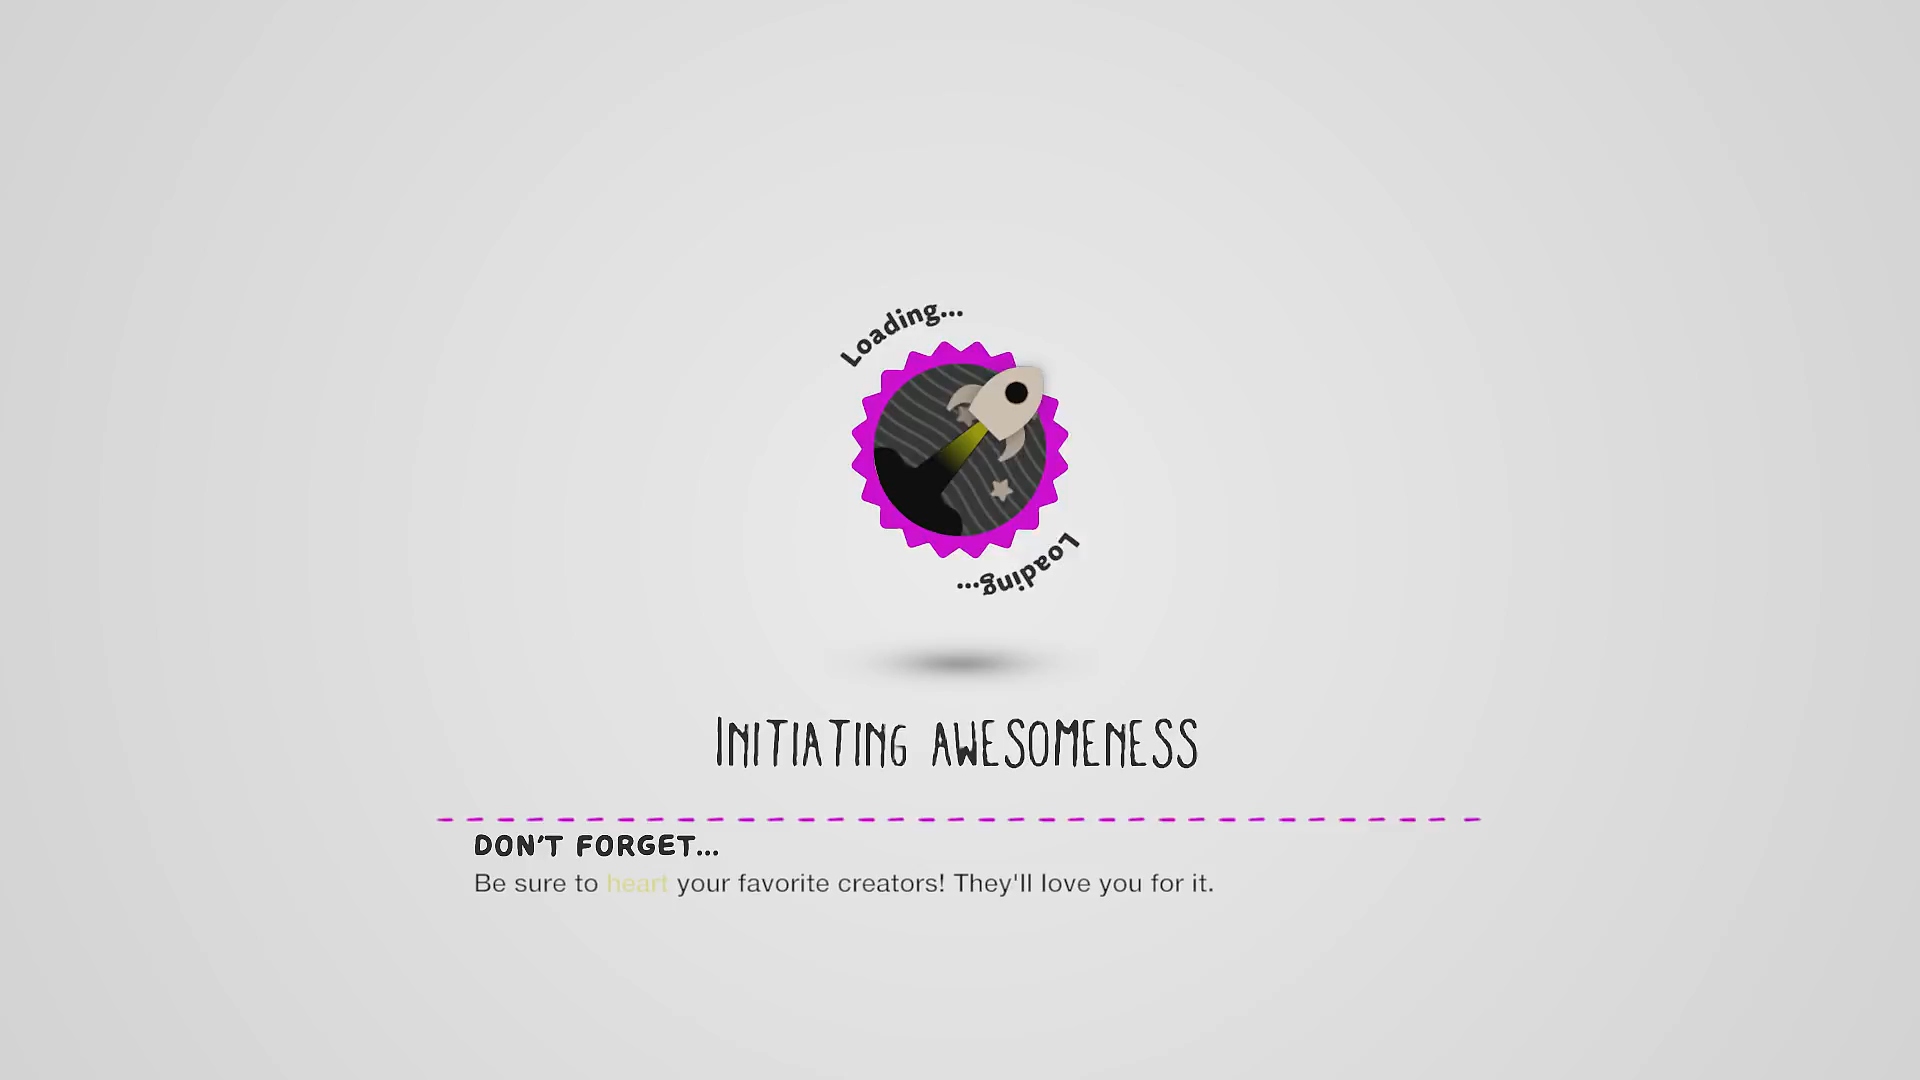 Loading...
Loading...
INITIATING AWESOMENESS
DON'T FORGET...
Be sure to heart your favorite creators! They'll love you for it.